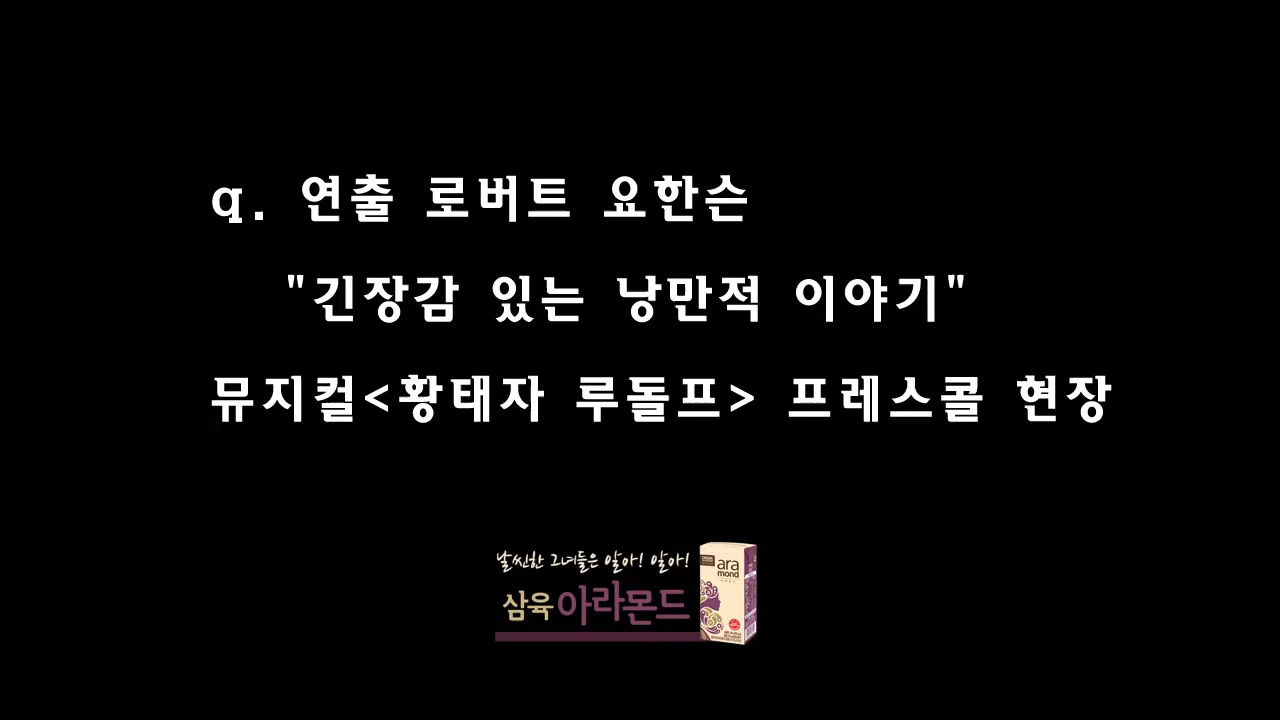 q. 연출 로버트 요한슨
"긴장감 있는 낭만적 이야기"
뮤지컬<황태자 루돌프> 프레스콜 현장
날씬한 그녀들은 알아! 알아!
삼육 아라몬드
ara
mond